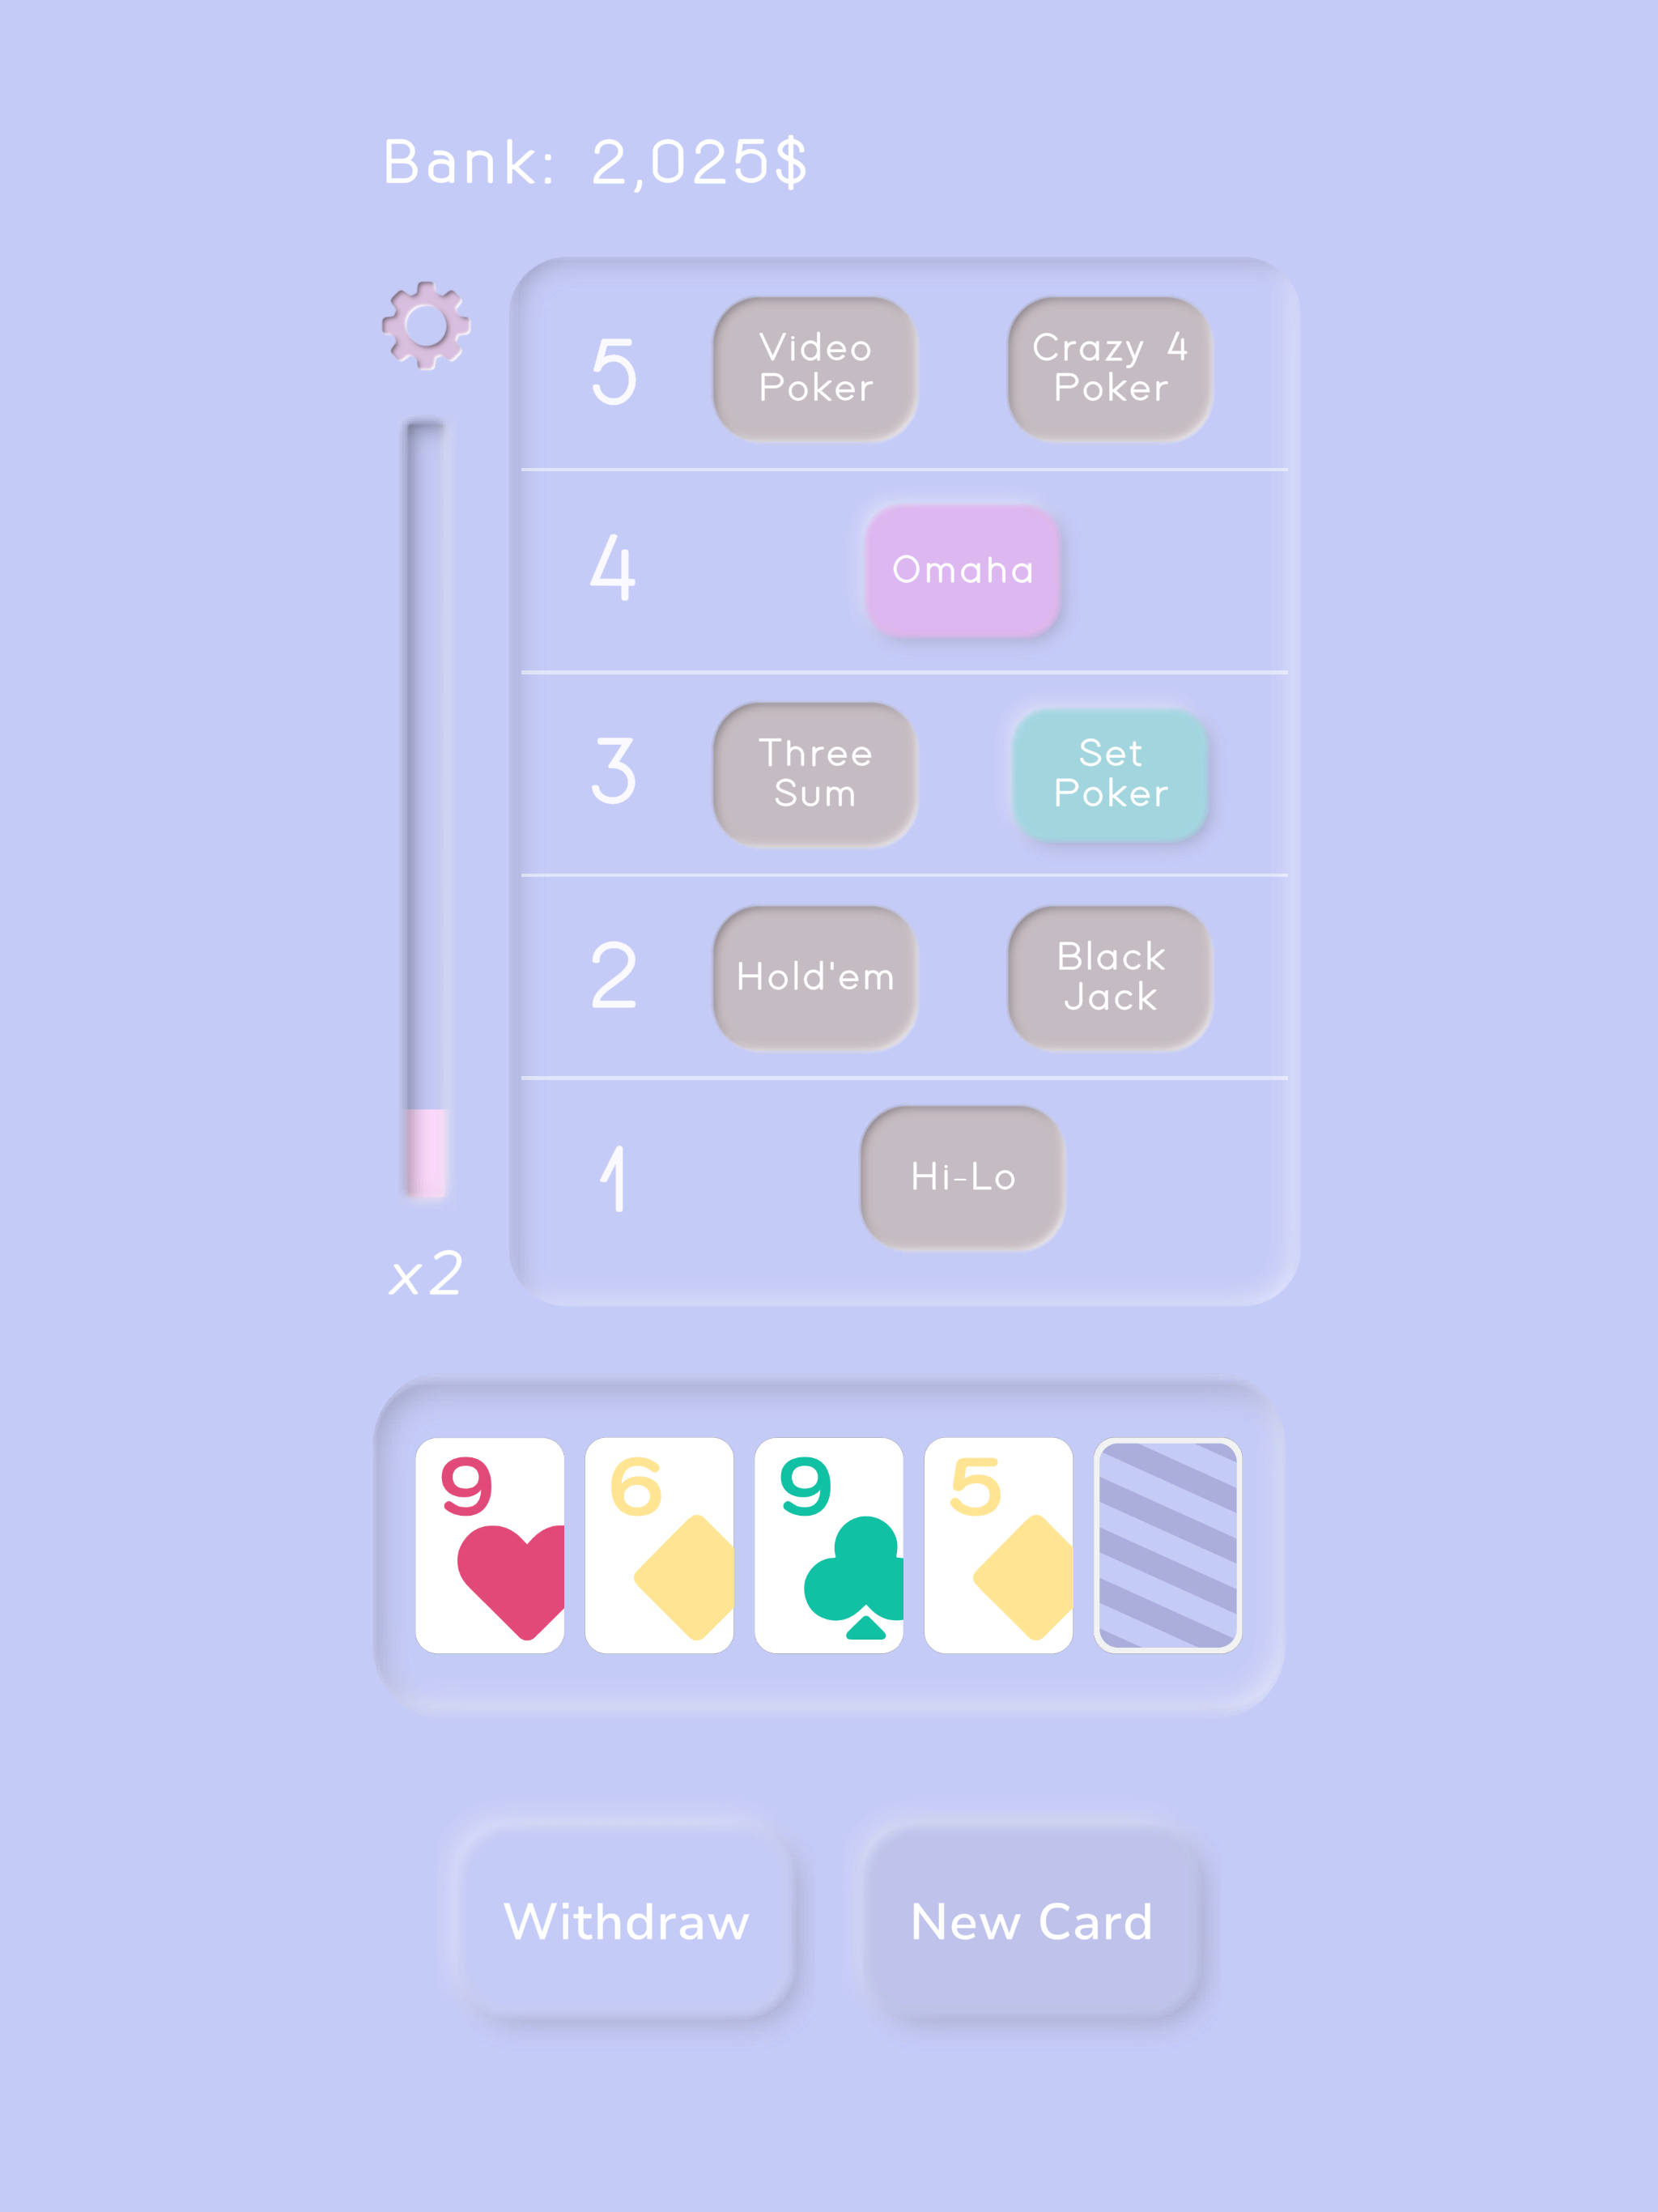 Bank: 2,025$
5
Video
Poker
Crazy 4
Poker
4
Omaha
3
Three
Sum
Set
Poker
2
Hold'em
Black
Jack
1
Hi-Lo
x2
9
6
9
5
Withdraw
New Card